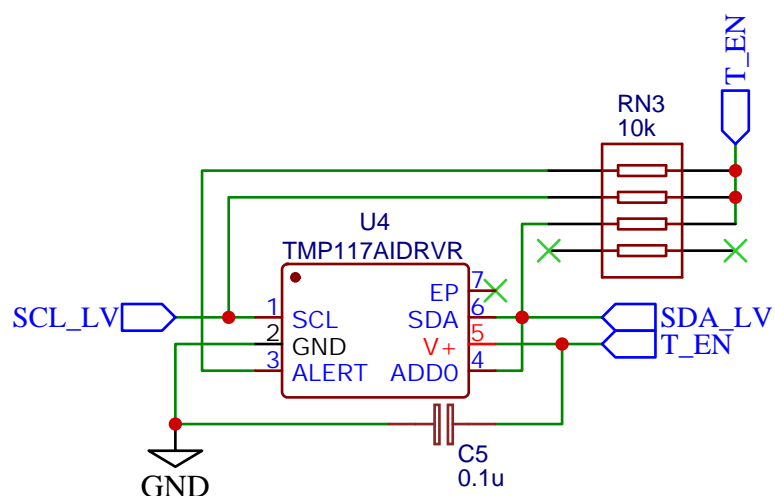 T_EN
RN3
10k
U4
TMP117AIDRVR
7
EP
SCL_LV
1
SCL
SDA
6
SDA_LV
2
GND
V+
5
T_EN
3
ALERT
ADD0
4
C5
0.1u
GND